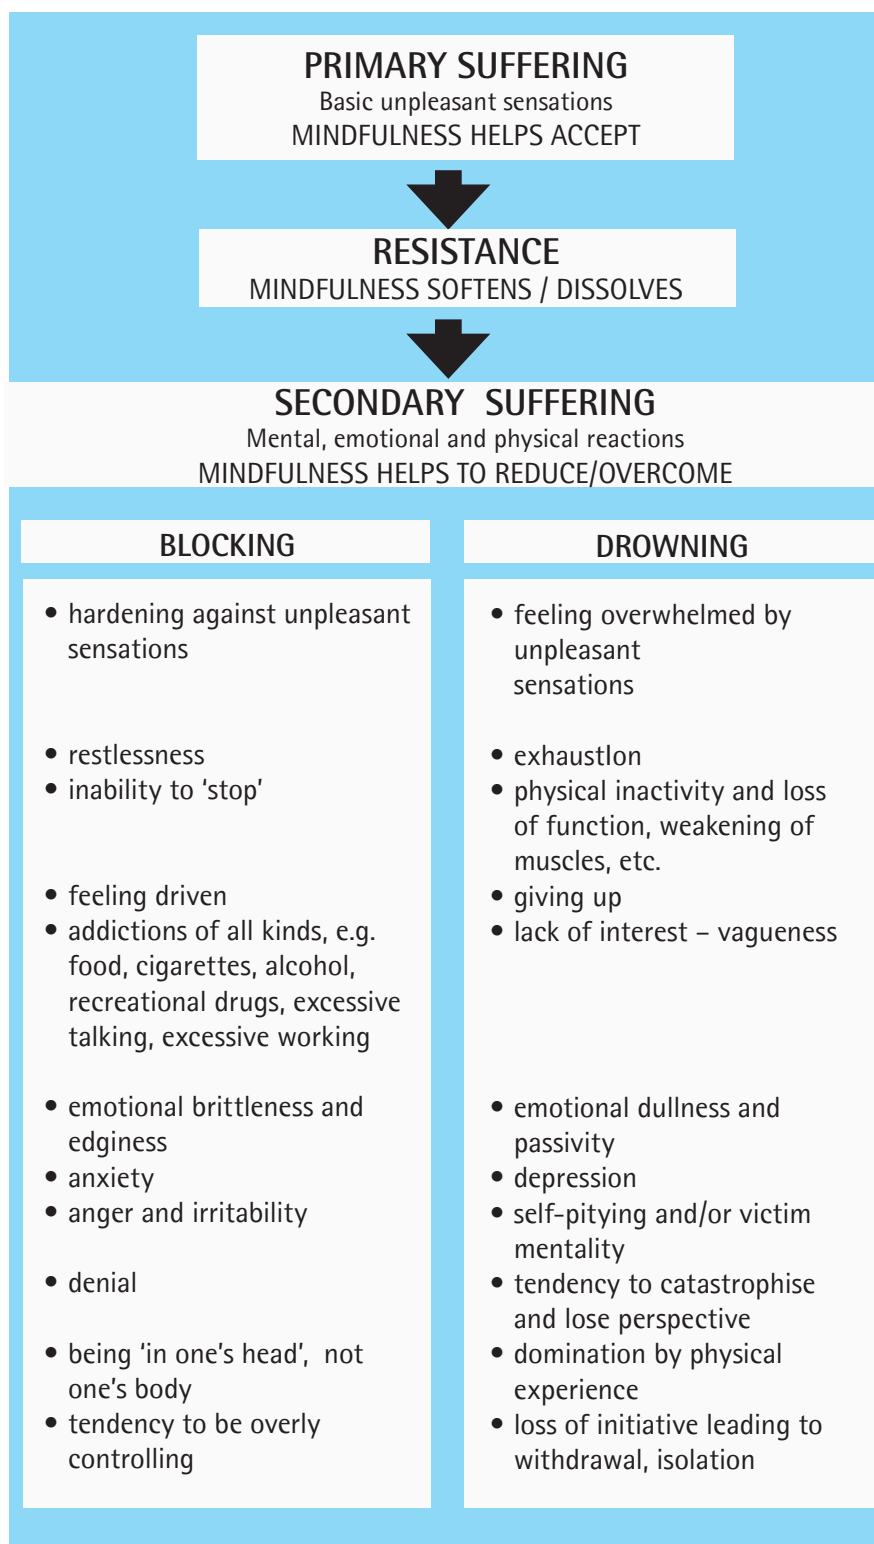 PRIMARY SUFFERING
Basic unpleasant sensations
MINDFULNESS HELPS ACCEPT
RESISTANCE
MINDFULNESS SOFTENS / DISSOLVES
SECONDARY SUFFERING
Mental, emotional and physical reactions
MINDFULNESS HELPS TO REDUCE/OVERCOME
BLOCKING
• hardening against unpleasant
sensations
• restlessness
• inability to ‘stop’
• feeling driven
• addictions of all kinds, e.g.
food, cigarettes, alcohol,
recreational drugs, excessive
talking, excessive working
• emotional brittleness and
edginess
• anxiety
• anger and irritability
• denial
• being ‘in one’s head’, not
one’s body
• tendency to be overly
controlling
DROWNING
• feeling overwhelmed by
unpleasant
sensations
• exhaustIon
• physical inactivity and loss
of function, weakening of
muscles, etc.
• giving up
• lack of interest – vagueness
• emotional dullness and
passivity
• depression
• self-pitying and/or victim
mentality
• tendency to catastrophise
and lose perspective
• domination by physical
experience
• loss of initiative leading to
withdrawal, isolation